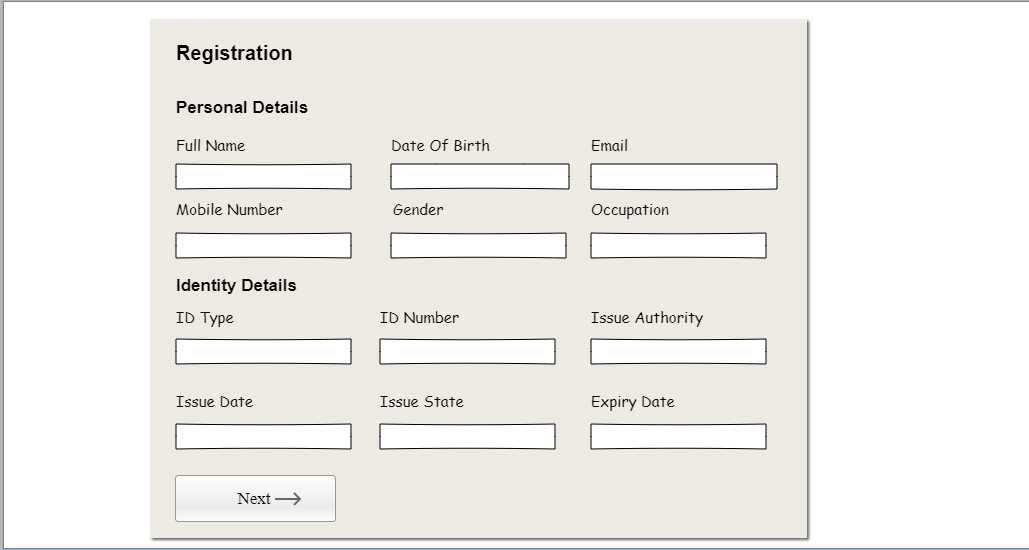 Registration
Personal Details
Full Name Date Of Birth Email
Mobile Number Gender Occupation
Identity Details
ID Type ID Number Issue Authority
Issue Date Issue State Expiry Date
Next